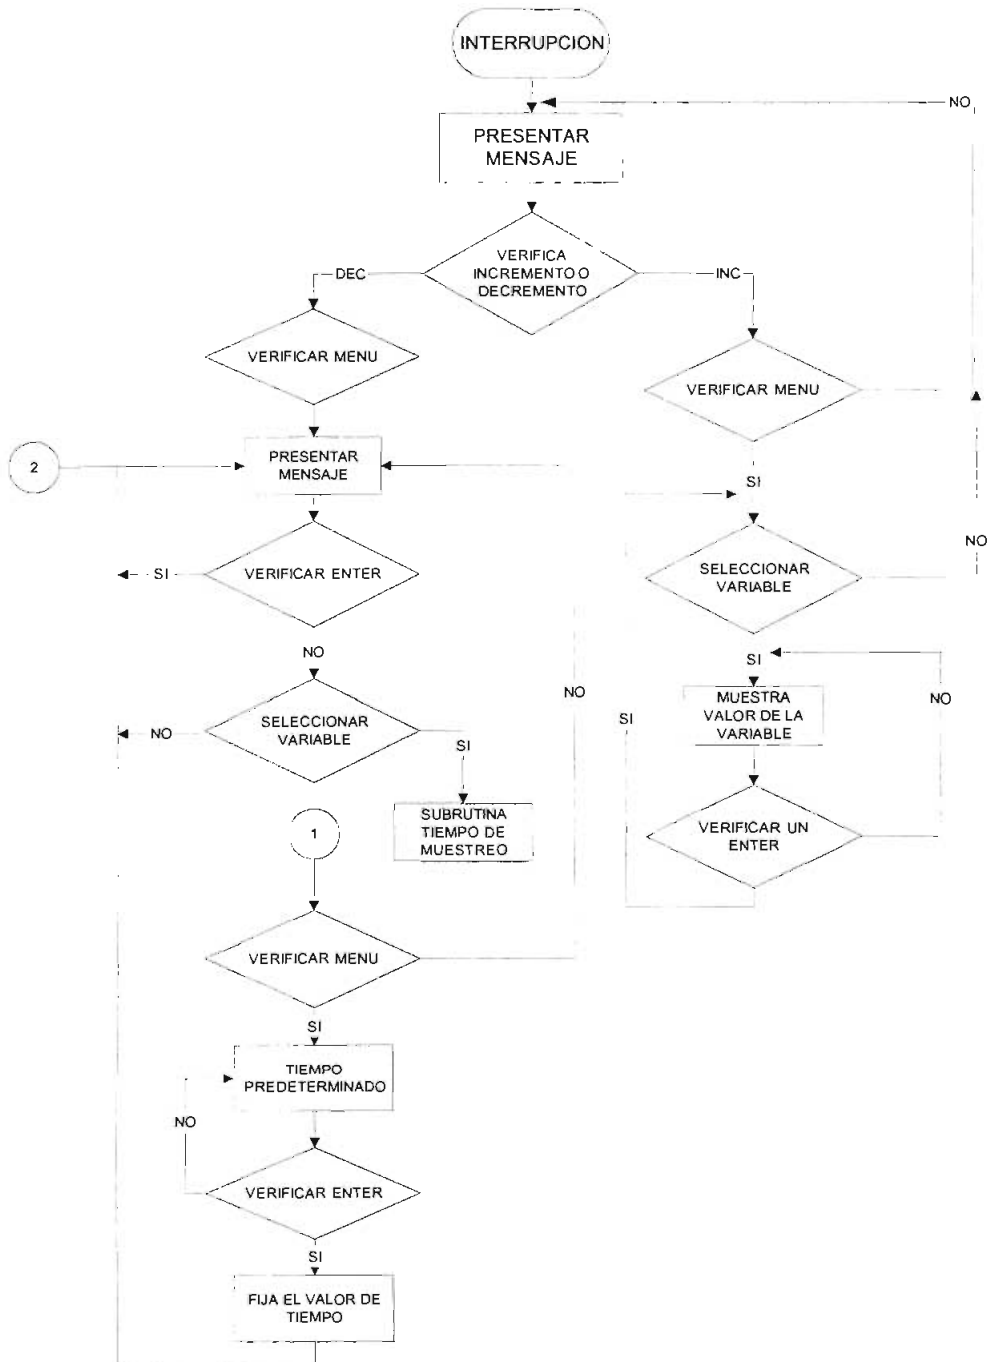 INTERRUPCION
NO
PRESENTAR
MENSAJE
VERIFICA
INCREMENTO O
DECREMENTO
DEC
INC
VERIFICAR MENU
VERIFICAR MENU
2
PRESENTAR
MENSAJE
SI
NO
SI
VERIFICAR ENTER
SELECCIONAR
VARIABLE
NO
SI
NO
NO
SELECCIONAR
VARIABLE
MUESTRA
VALOR DE LA
VARIABLE
SI
NO
SI
1
SUBRUTINA
TIEMPO DE
MUESTREO
VERIFICAR UN
ENTER
VERIFICAR MENU
SI
TIEMPO
PREDETERMINADO
NO
VERIFICAR ENTER
SI
FIJA EL VALOR DE
TIEMPO